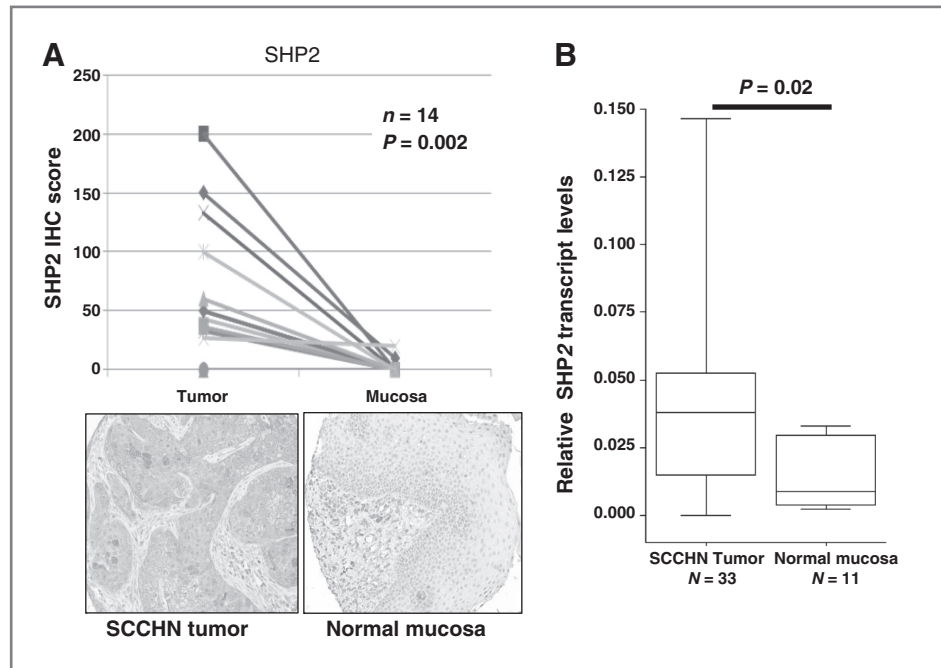 A
SHP2
250
200
150
100
50
0
SHP2 IHC score
n = 14
P = 0.002
Tumor
Mucosa
SCCHN tumor
Normal mucosa
B
P = 0.02
0.150
0.125
0.100
0.075
0.050
0.025
0.000
Relative SHP2 transcript levels
SCCHN Tumor
N = 33
Normal mucosa
N = 11